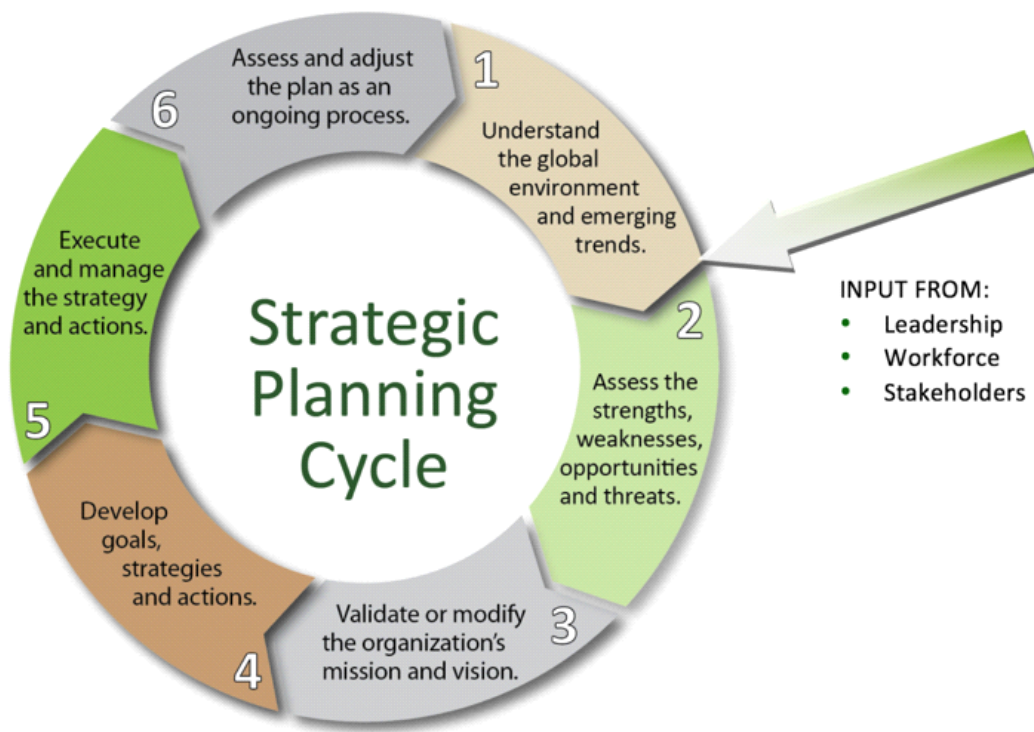 Strategic
Planning
Cycle
1
Understand
the global
environment
and emerging
trends.
2
Assess the
strengths,
weaknesses,
opportunities
and threats.
3
Validate or modify
the organization's
mission and vision.
4
Develop
goals,
strategies
and actions.
5
Execute
and manage
the strategy
and actions.
6
Assess and adjust
the plan as an
ongoing process.
INPUT FROM:
• Leadership
• Workforce
• Stakeholders